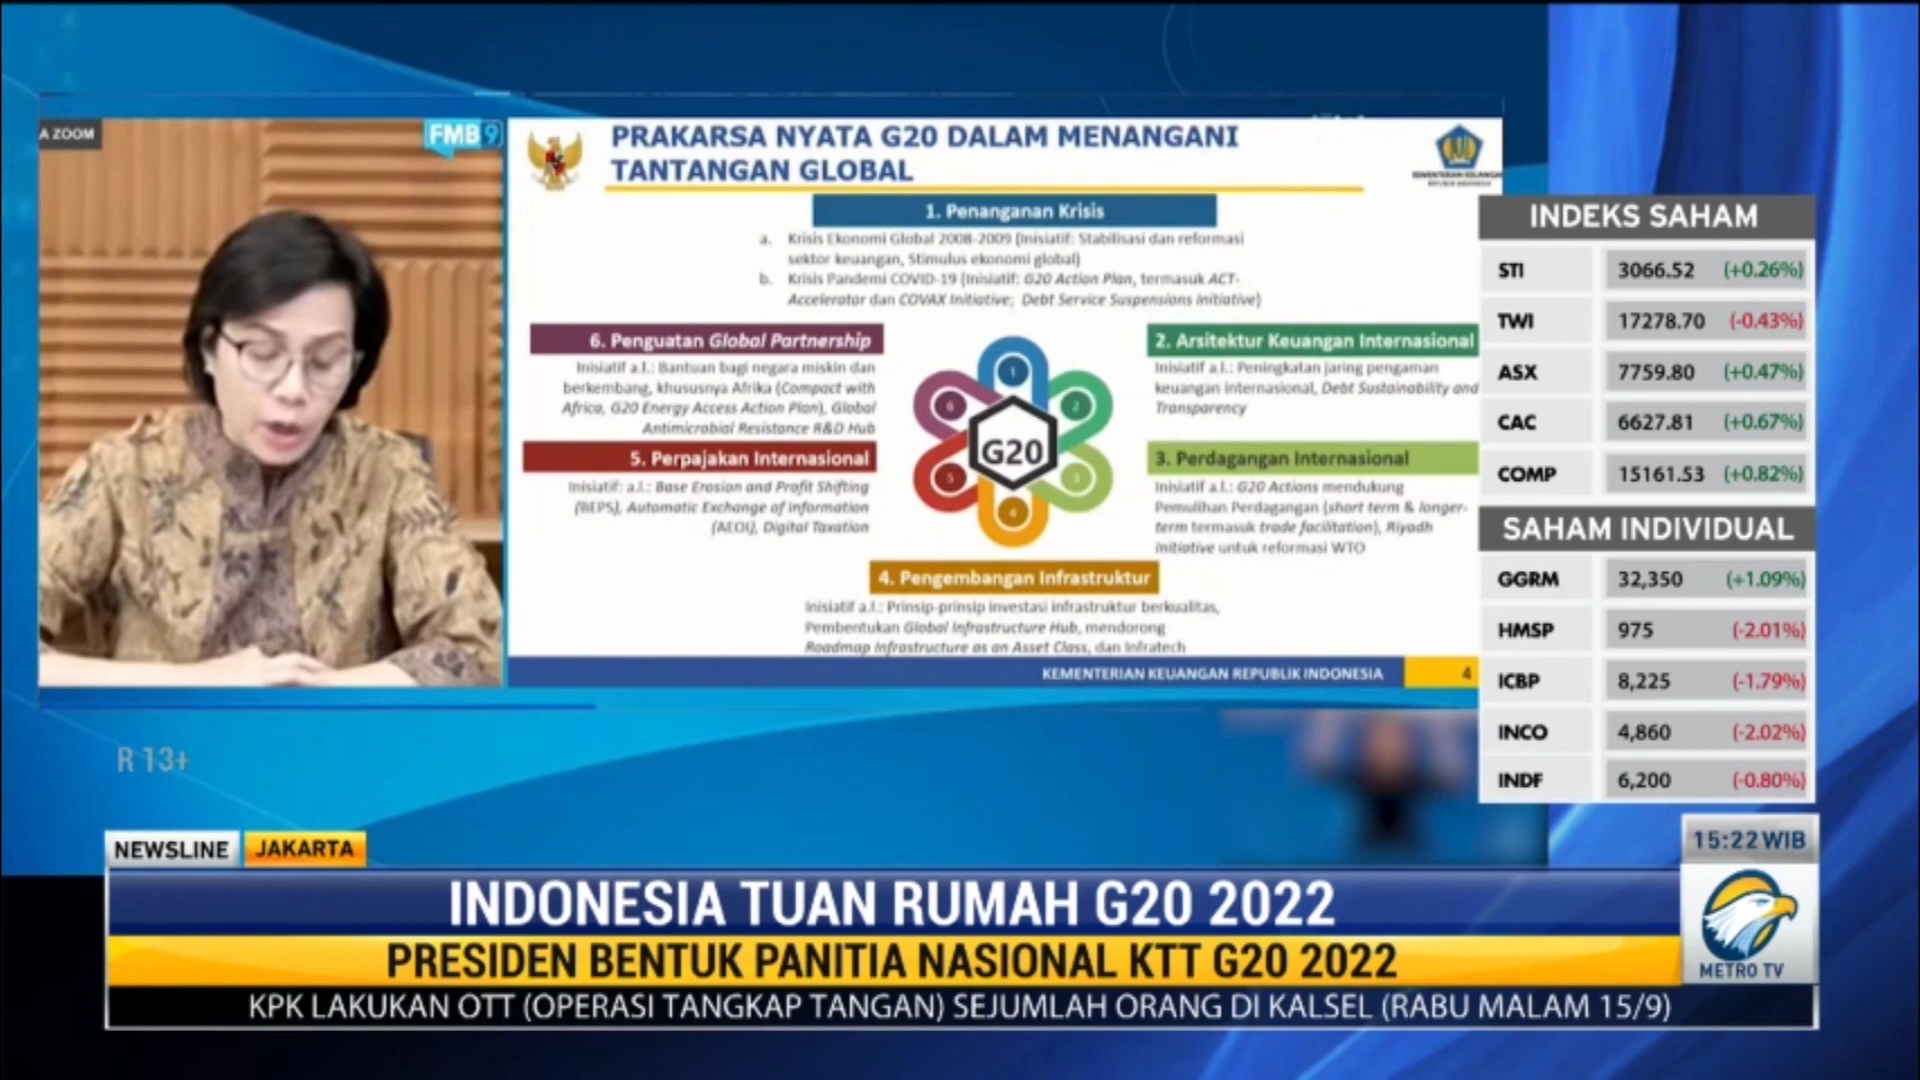 A ZOOM
FMB9
PRAKARSA NYATA G20 DALAM MENANGANI
TANTANGAN GLOBAL
KEMENTERIAN KEUANGAN
REPUBLIK INDONESIA
1. Penanganan Krisis
a. Krisis Ekonomi Global 2008-2009 (Inisiatif: Stabilisasi dan reformasi
sektor keuangan, Stimulus ekonomi global)
b. Krisis Pandemi COVID-19 (Inisiatif: G20 Action Plan, termasuk ACT-
Accelerator dan COVAX Initiative; Debt Service Suspensions Initiative)
6. Penguatan Global Partnership
Inisiatif a.l.: Bantuan bagi negara miskin dan
berkembang, khususnya Afrika (Compact with
Africa, G20 Energy Access Action Plan), Global
Antimicrobial Resistance R&D Hub
5. Perpajakan Internasional
Inisiatif: a.l.: Base Erosion and Profit Shifting
(BEPS), Automatic Exchange of Information
(AEOI), Digital Taxation
1
2
3
4
5
6
G20
2. Arsitektur Keuangan Internasional
Inisiatif a.l.: Peningkatan jaring pengaman
keuangan internasional, Debt Sustainability and
Transparency
3. Perdagangan Internasional
Inisiatif a.l.: G20 Actions mendukung
Pemulihan Perdagangan (short term & longer-
term termasuk trade facilitation), Riyadh
Initiative untuk reformasi WTO
4. Pengembangan Infrastruktur
Inisiatif a.l.: Prinsip-prinsip investasi infrastruktur berkualitas,
Pembentukan Global Infrastructure Hub, mendorong
Roadmap Infrastructure as an Asset Class, dan Infratech
KEMENTERIAN KEUANGAN REPUBLIK INDONESIA 4
INDEKS SAHAM
STI 3066.52 (+0.26%)
TWI 17278.70 (-0.43%)
ASX 7759.80 (+0.47%)
CAC 6627.81 (+0.67%)
COMP 15161.53 (+0.82%)
SAHAM INDIVIDUAL
GGRM 32,350 (+1.09%)
HMSP 975 (-2.01%)
ICBP 8,225 (-1.79%)
INCO 4,860 (-2.02%)
INDF 6,200 (-0.80%)
R 13+
NEWSLINE JAKARTA
15:22 WIB
INDONESIA TUAN RUMAH G20 2022
PRESIDEN BENTUK PANITIA NASIONAL KTT G20 2022
METRO TV
KPK LAKUKAN OTT (OPERASI TANGKAP TANGAN) SEJUMLAH ORANG DI KALSEL (RABU MALAM 15/9)